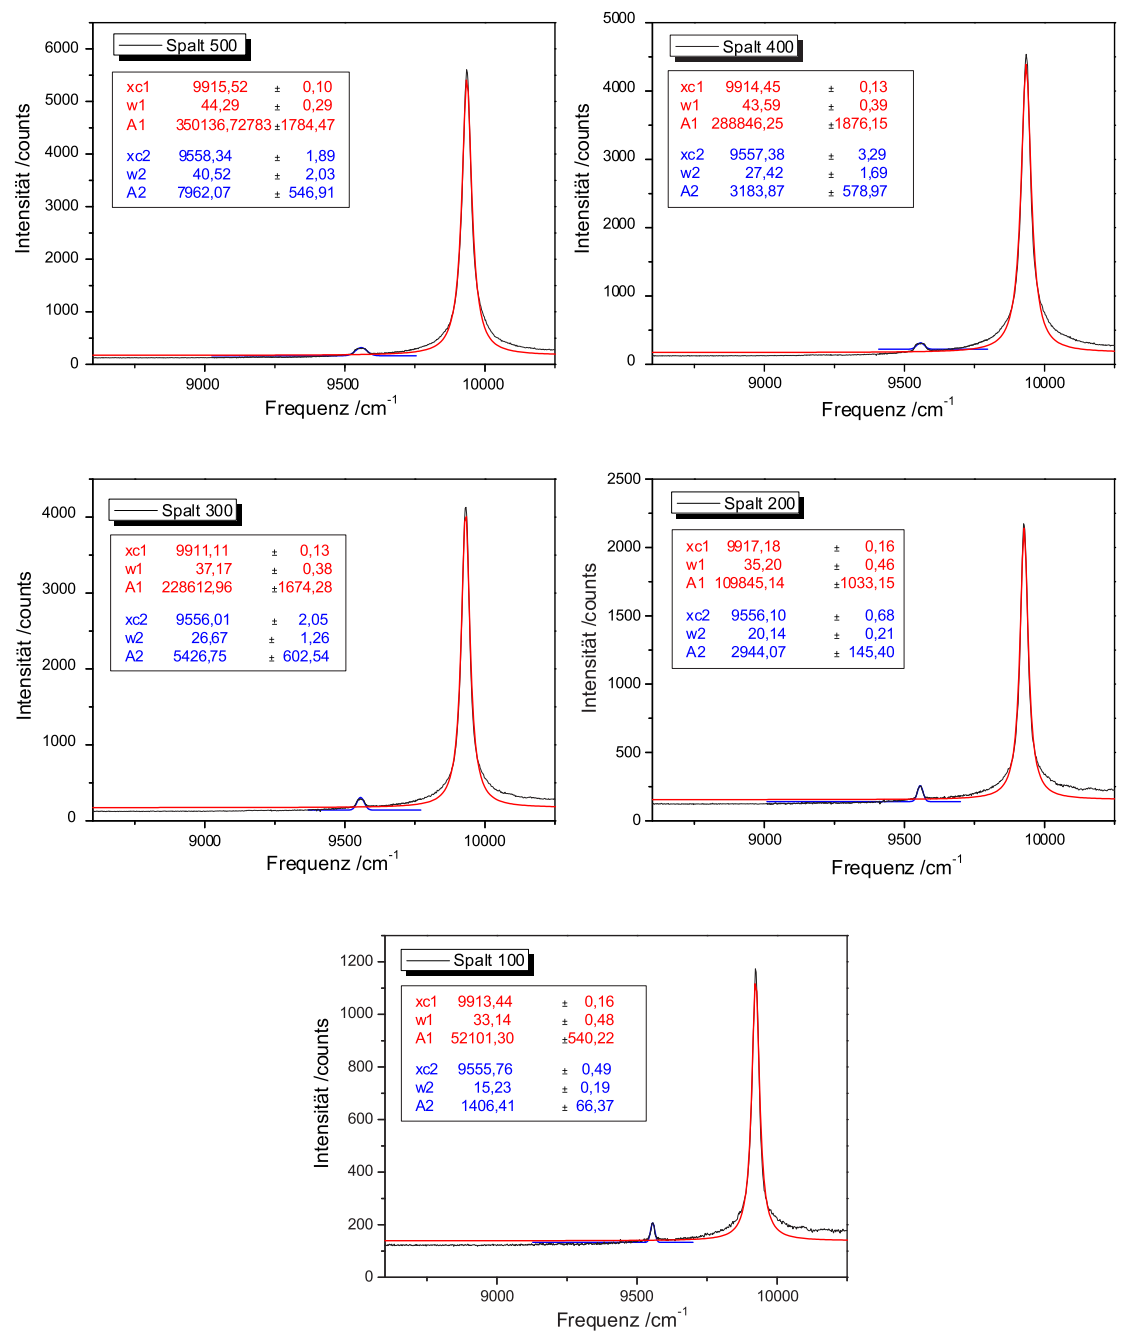 Spalt 500
xc1 9915,52 ± 0,10
w1 44,29 ± 0,29
A1 350136,72783 ±1784,47
xc2 9558,34 ± 1,89
w2 40,52 ± 2,03
A2 7962,07 ± 546,91
6000
5000
4000
3000
2000
1000
0
Intensität /counts
9000 9500 10000
Frequenz /cm-1
Spalt 400
xc1 9914,45 ± 0,13
w1 43,59 ± 0,39
A1 288846,25 ±1876,15
xc2 9557,38 ± 3,29
w2 27,42 ± 1,69
A2 3183,87 ± 578,97
5000
4000
3000
2000
1000
0
Intensität /counts
9000 9500 10000
Frequenz /cm-1
Spalt 300
xc1 9911,11 ± 0,13
w1 37,17 ± 0,38
A1 228612,96 ±1674,28
xc2 9556,01 ± 2,05
w2 26,67 ± 1,26
A2 5426,75 ± 602,54
4000
3000
2000
1000
0
Intensität /counts
9000 9500 10000
Frequenz /cm-1
Spalt 200
xc1 9917,18 ± 0,16
w1 35,20 ± 0,46
A1 109845,14 ±1033,15
xc2 9556,10 ± 0,68
w2 20,14 ± 0,21
A2 2944,07 ± 145,40
2500
2000
1500
1000
500
0
Intensität /counts
9000 9500 10000
Frequenz /cm-1
Spalt 100
xc1 9913,44 ± 0,16
w1 33,14 ± 0,48
A1 52101,30 ±540,22
xc2 9555,76 ± 0,49
w2 15,23 ± 0,19
A2 1406,41 ± 66,37
1200
1000
800
600
400
200
0
Intensität /counts
9000 9500 10000
Frequenz /cm-1